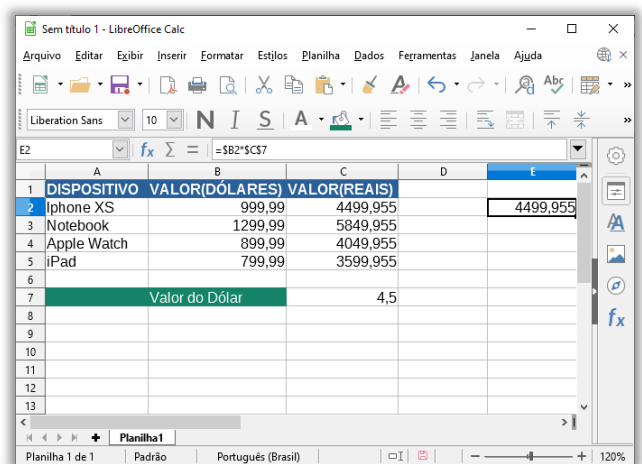 Sem título 1 - LibreOffice Calc
Arquivo Editar Exibir Inserir Formatar Estilos Planilha Dados Ferramentas Janela Ajuda
Liberation Sans 10 N I S A
E2 fx Σ = =$B2*$C$7
A B C D E
1 DISPOSITIVO VALOR(DÓLARES) VALOR(REAIS)
2 Iphone XS 999,99 4499,955 4499,955
3 Notebook 1299,99 5849,955
4 Apple Watch 899,99 4049,955
5 iPad 799,99 3599,955
6
7 Valor do Dólar 4,5
8
9
10
11
12
13
Planilha1
Planilha 1 de 1 Padrão Português (Brasil) 120%